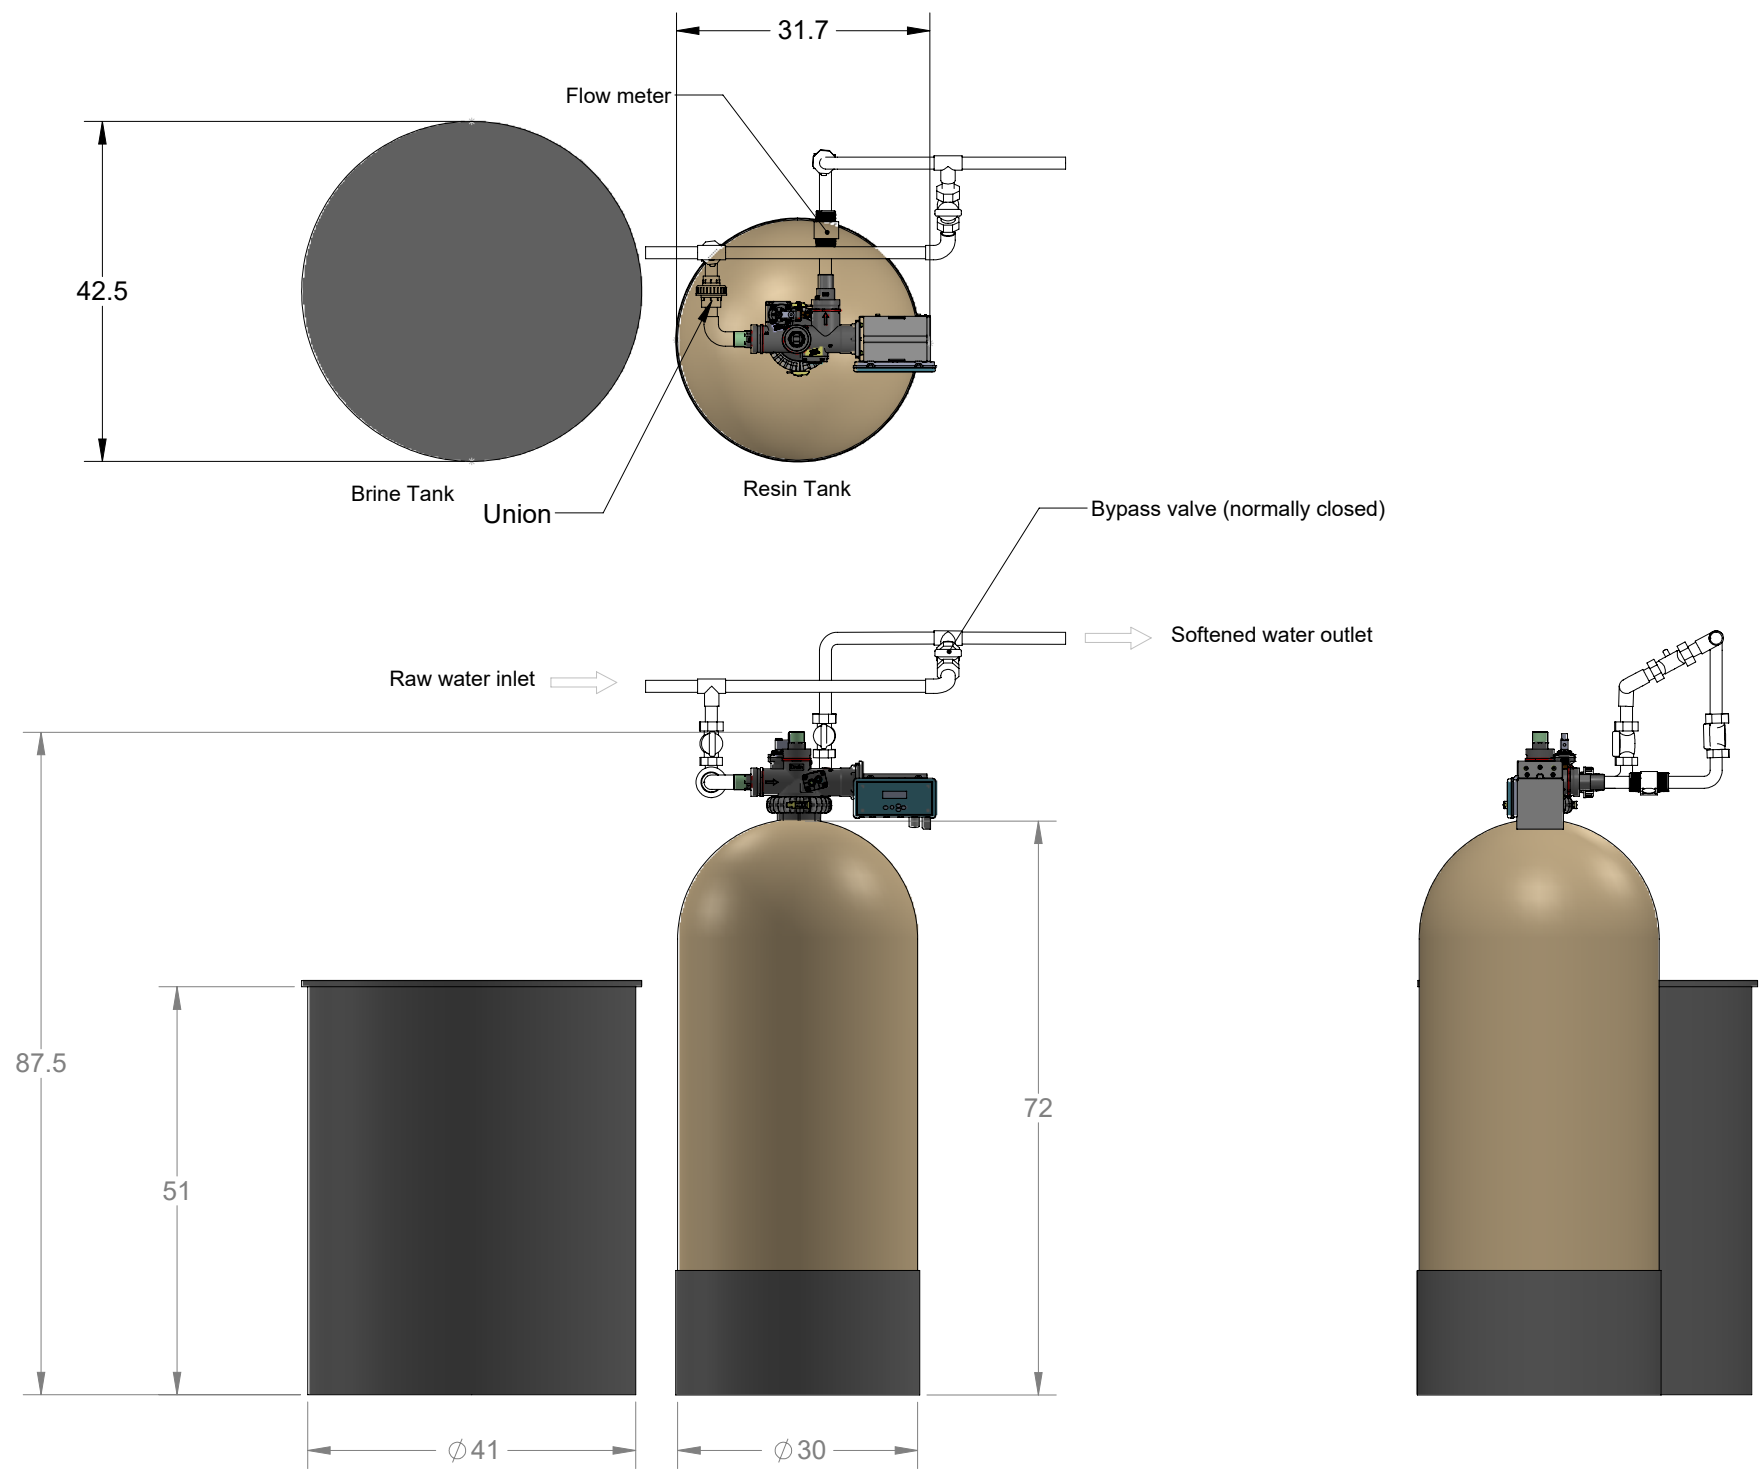 31.7
Flow meter
42.5
Brine Tank
Resin Tank
Union
Bypass valve (normally closed)
Softened water outlet
Raw water inlet
87.5
72
51
∅41
∅30